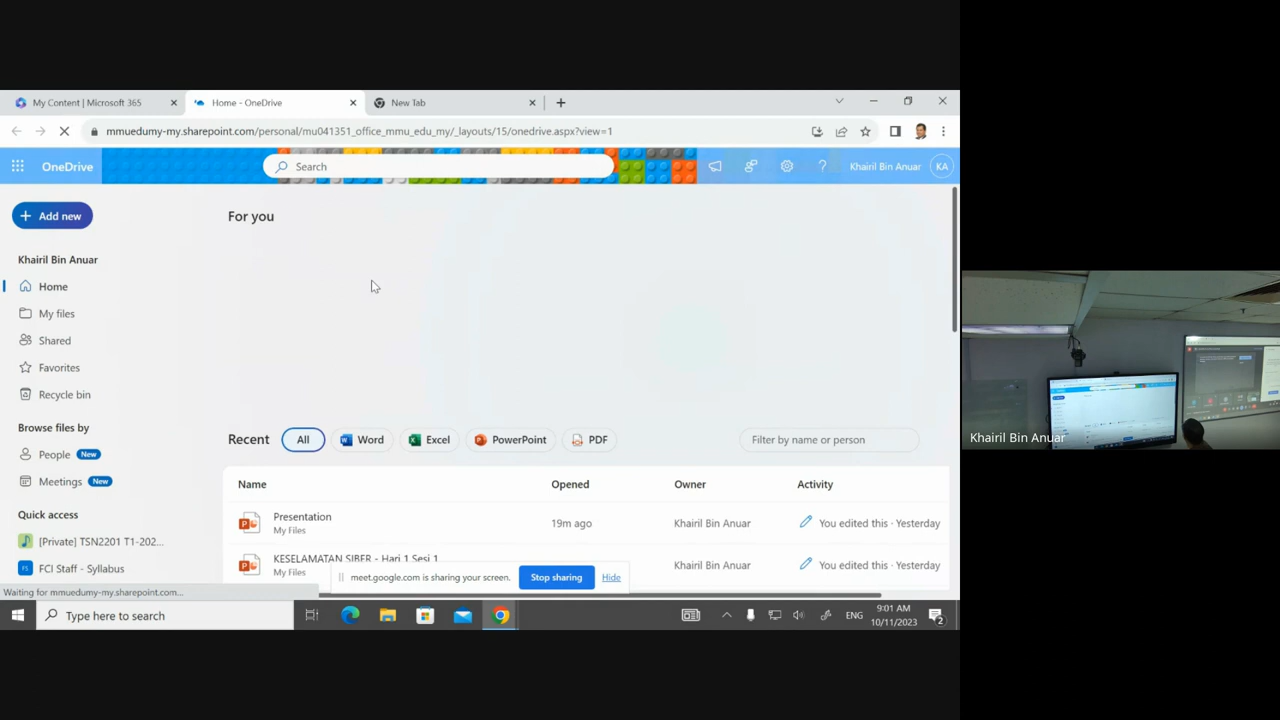 My Content | Microsoft 365
Home - OneDrive
New Tab
mmuedumy-my.sharepoint.com/personal/mu041351_office_mmu_edu_my/_layouts/15/onedrive.aspx?view=1
OneDrive
Search
Khairil Bin Anuar
KA
Add new
For you
Khairil Bin Anuar
Home
My files
Shared
Favorites
Recycle bin
Browse files by
People New
Meetings New
Quick access
[Private] TSN2201 T1-202...
FS FCI Staff - Syllabus
Recent
All
Word
Excel
PowerPoint
PDF
Filter by name or person
Name Opened Owner Activity
Presentation
My Files
19m ago
Khairil Bin Anuar
You edited this · Yesterday
KESELAMATAN SIBER - Hari 1 Sesi 1
My Files
Khairil Bin Anuar
You edited this · Yesterday
meet.google.com is sharing your screen.
Stop sharing
Hide
Waiting for mmuedumy-my.sharepoint.com...
Type here to search
ENG
9:01 AM
10/11/2023
2
Khairil Bin Anuar